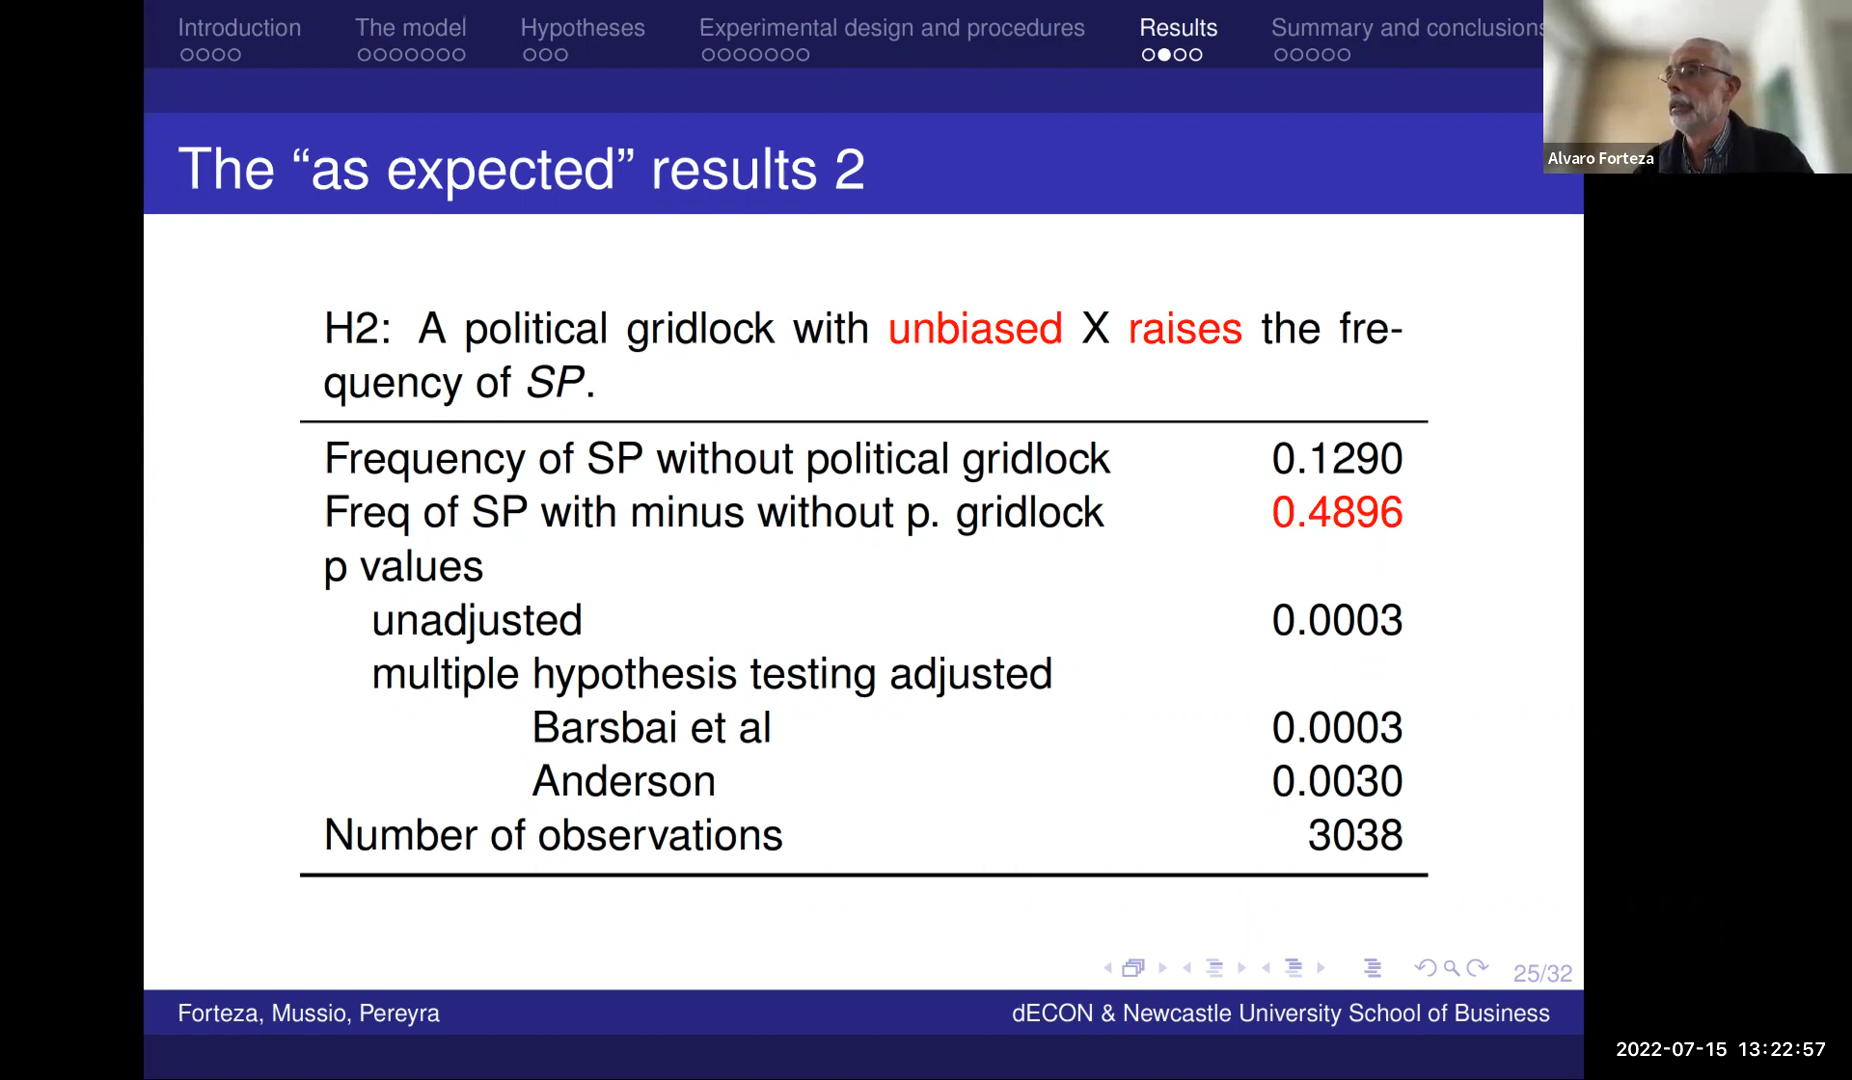 Introduction The model Hypotheses Experimental design and procedures Results Summary and conclusions
Alvaro Forteza
The “as expected” results 2
H2: A political gridlock with unbiased X raises the fre-
quency of SP.
Frequency of SP without political gridlock 0.1290
Freq of SP with minus without p. gridlock 0.4896
p values
unadjusted 0.0003
multiple hypothesis testing adjusted
Barsbai et al 0.0003
Anderson 0.0030
Number of observations 3038
25/32
Forteza, Mussio, Pereyra dECON & Newcastle University School of Business
2022-07-15 13:22:57